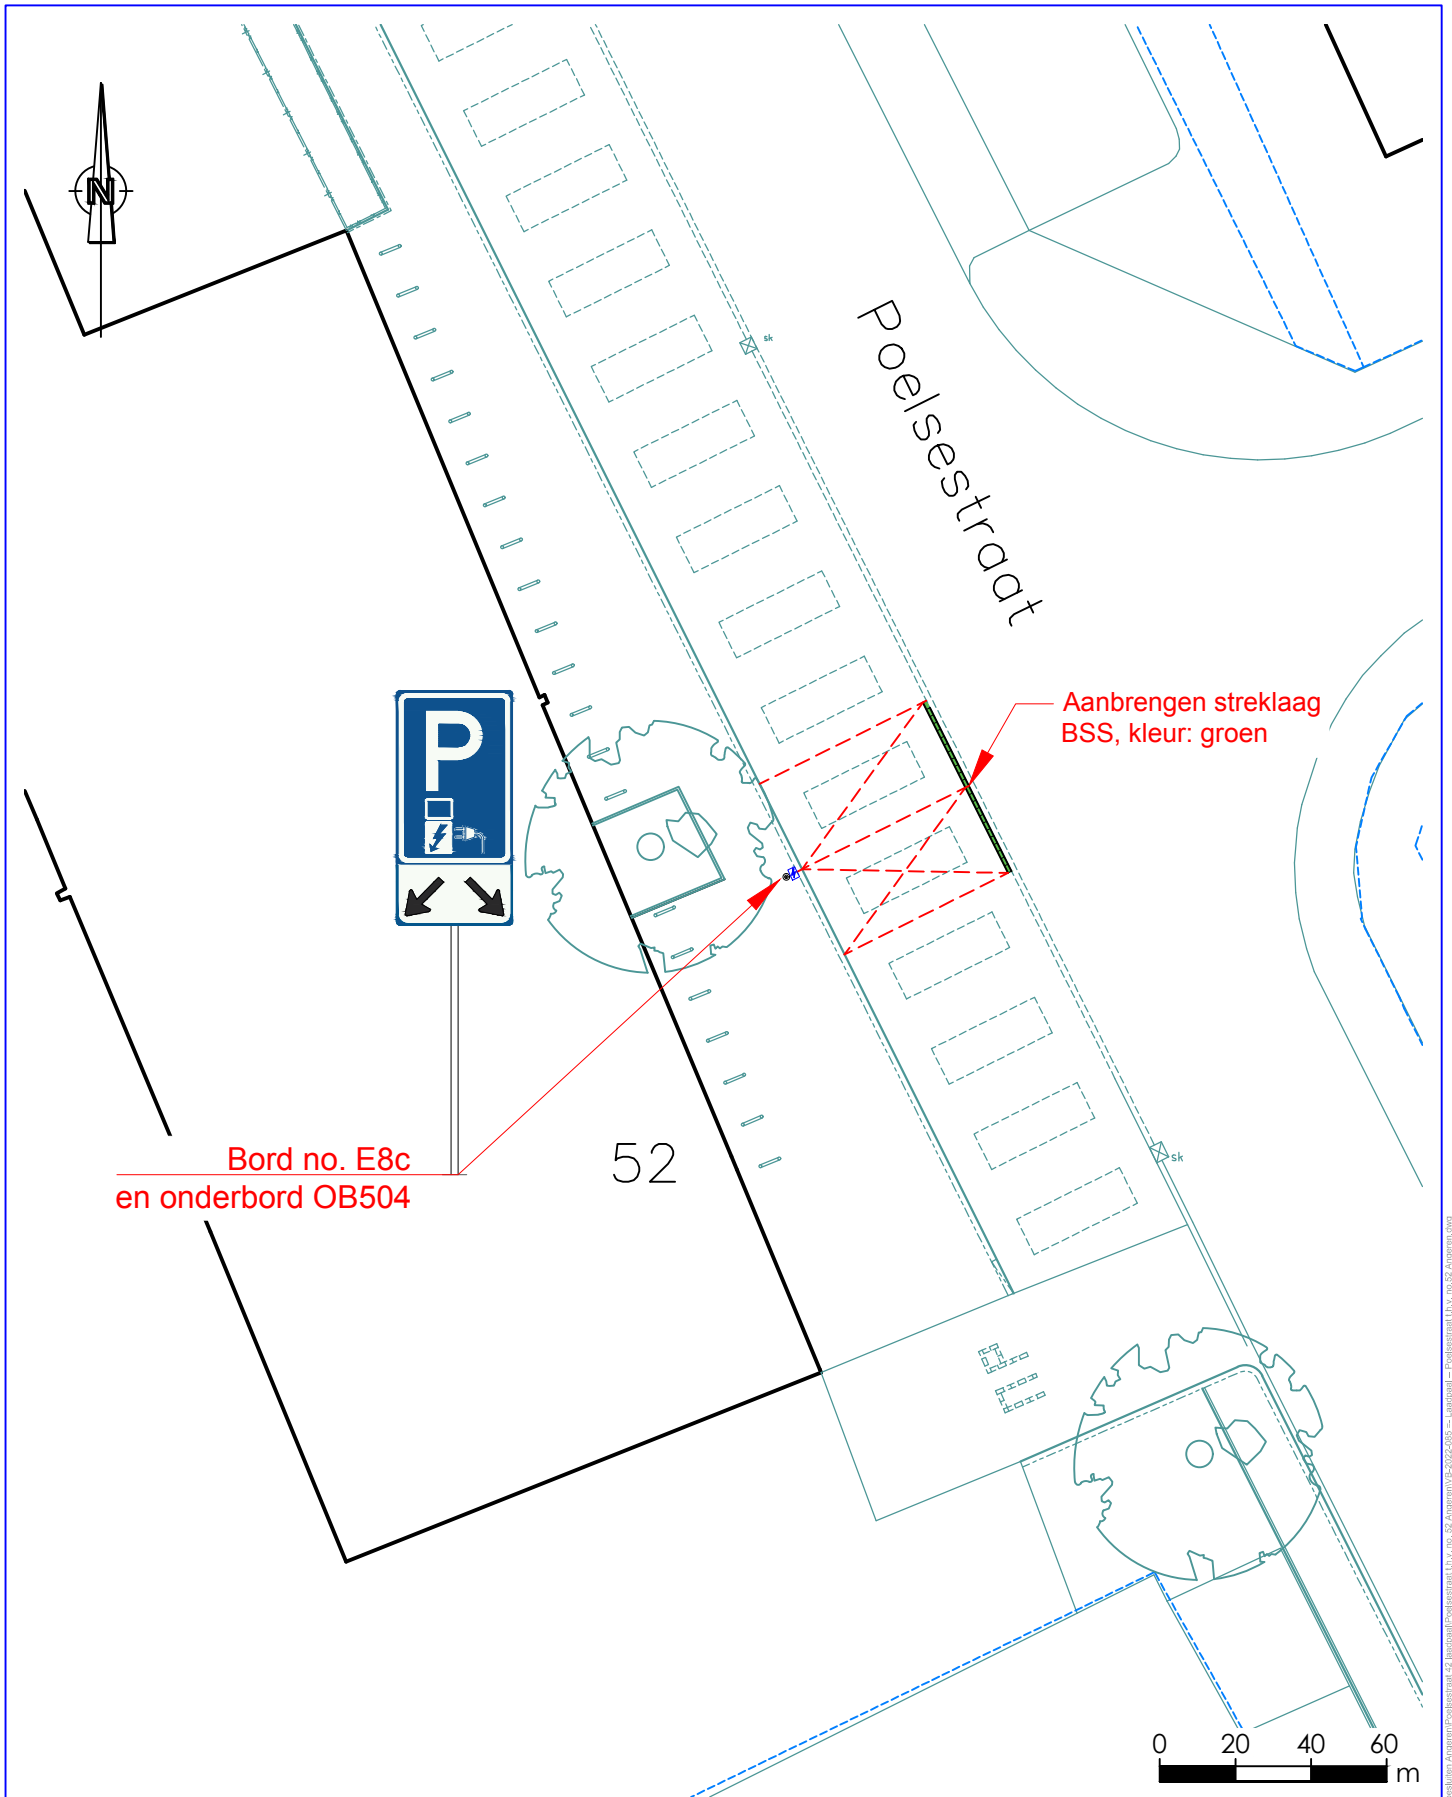 N
sk
Poelsestraat
Aanbrengen streklaag
BSS, kleur: groen
P
Bord no. E8c
en onderbord OB504
52
sk
0 20 40 60
m